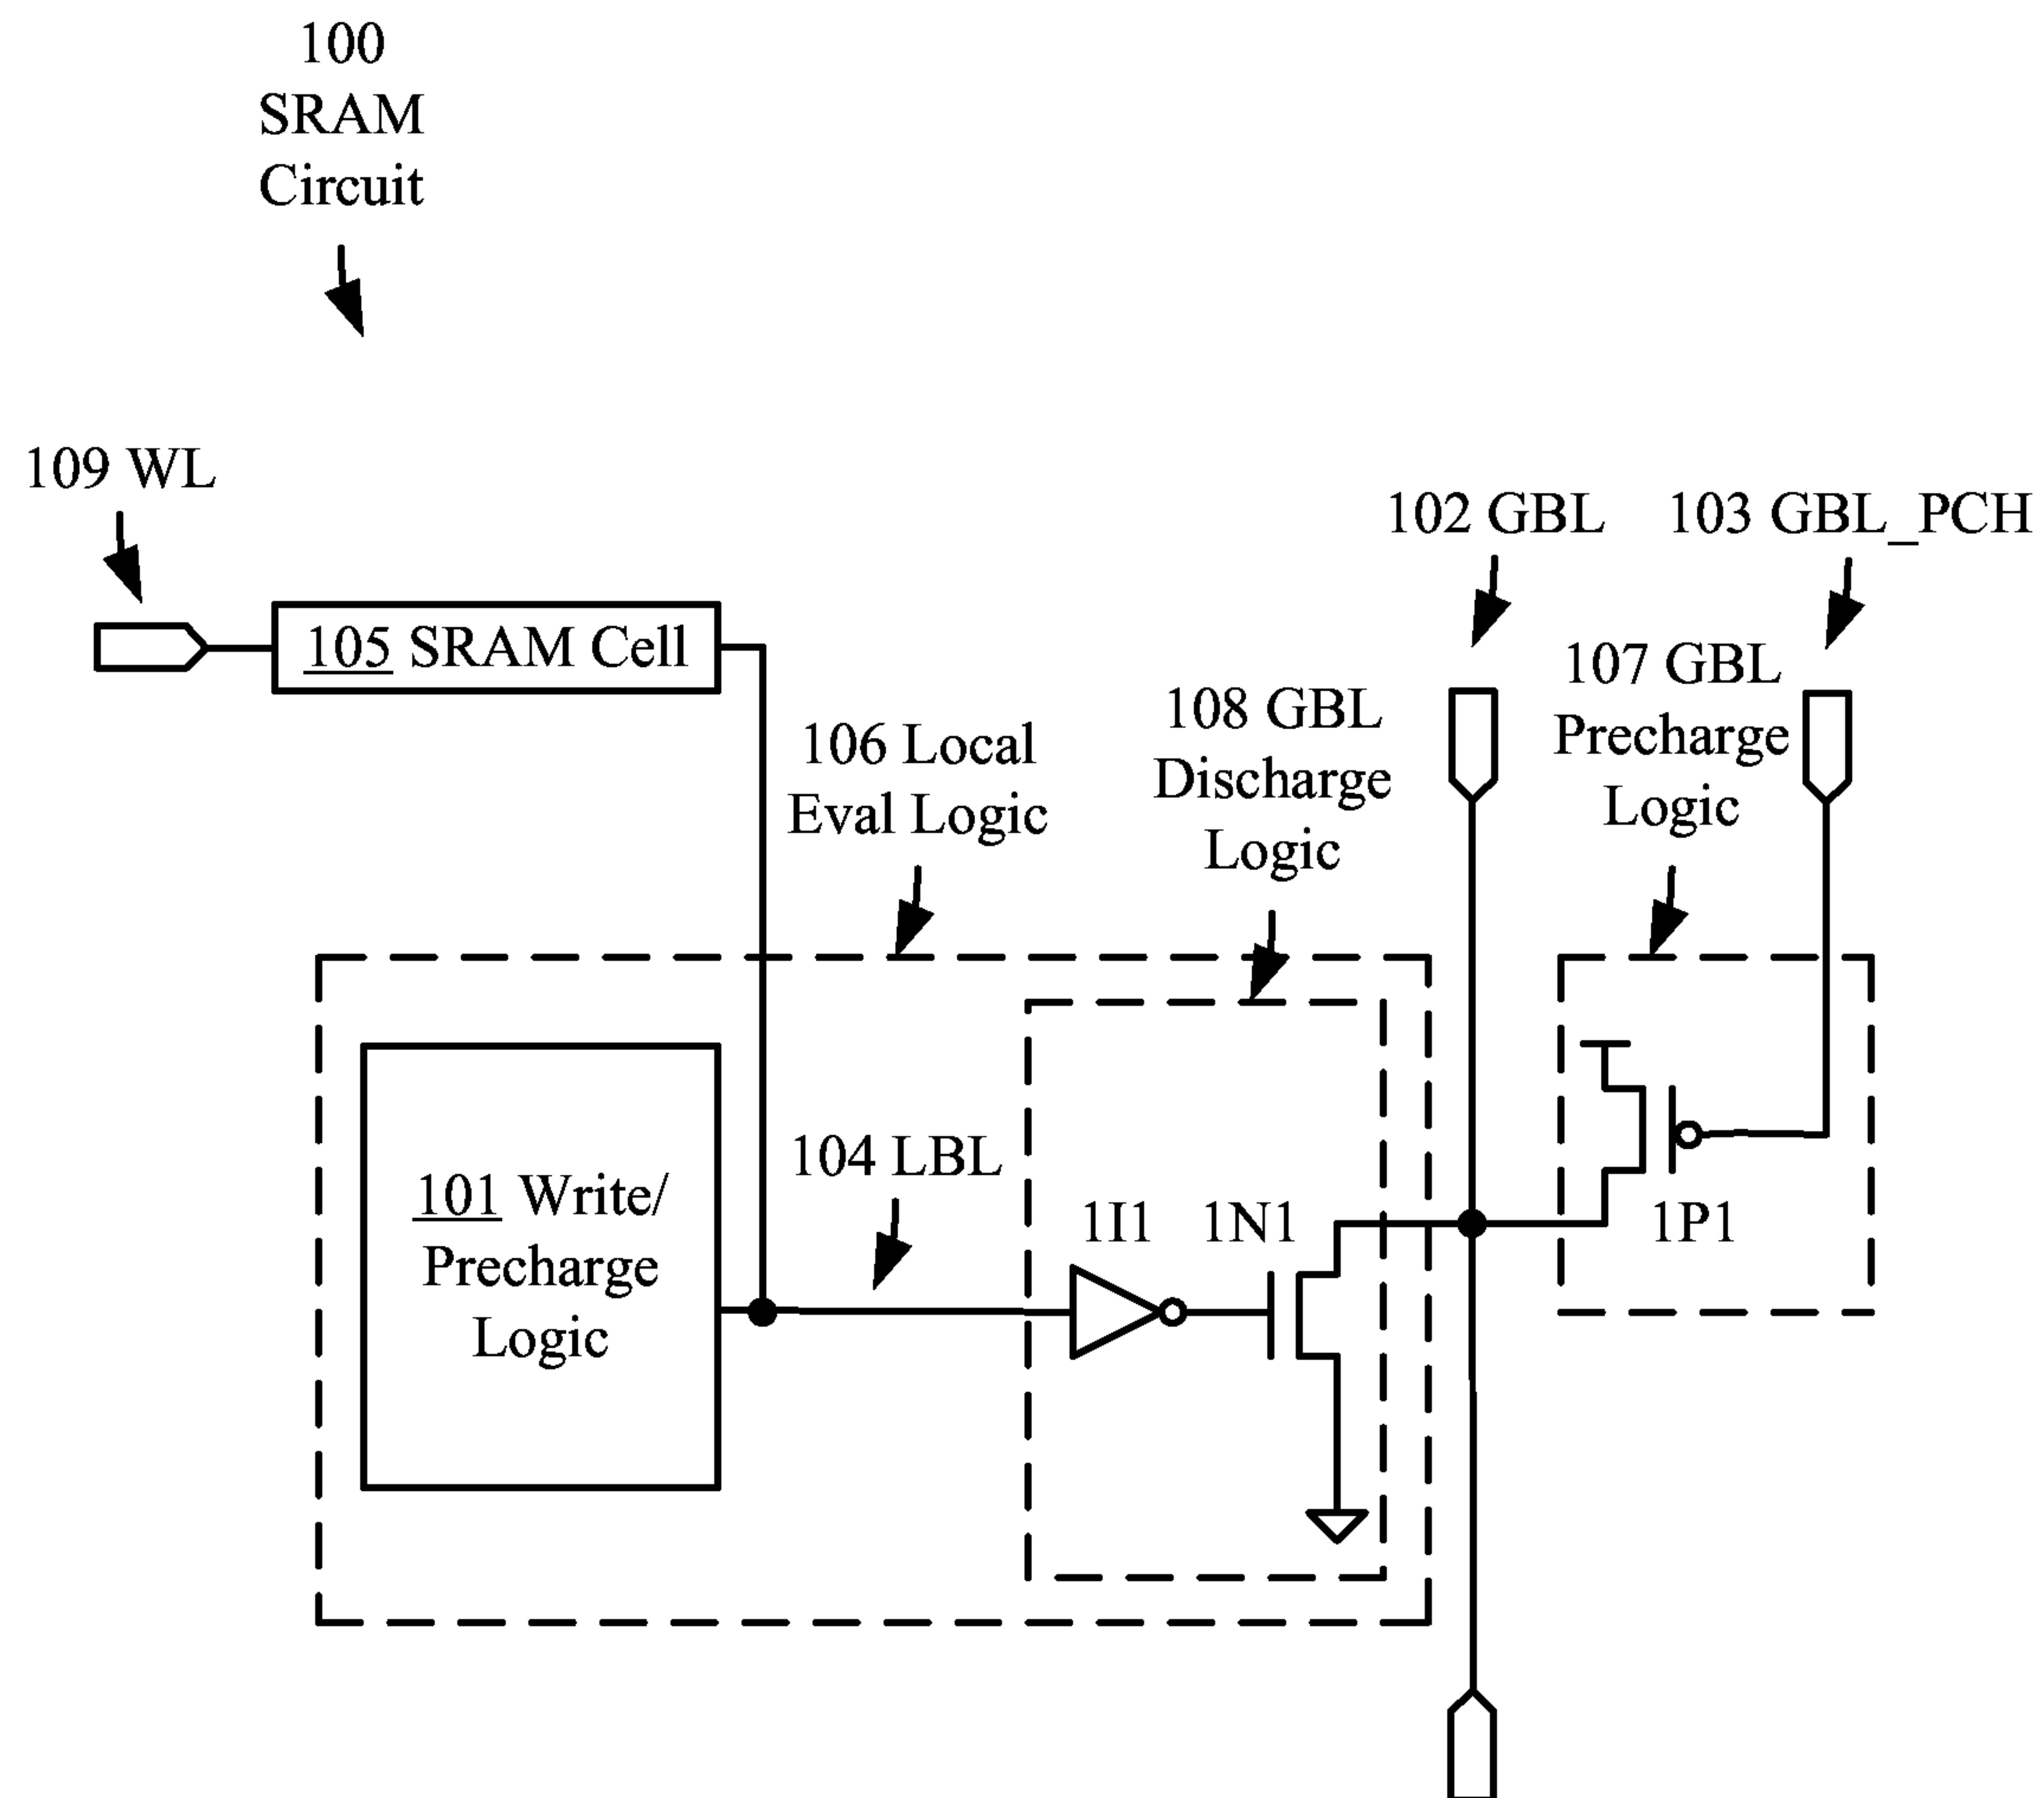 100
SRAM
Circuit
109 WL
102 GBL
103 GBL_PCH
105 SRAM Cell
107 GBL
Precharge
Logic
108 GBL
Discharge
Logic
106 Local
Eval Logic
104 LBL
101 Write/
Precharge
Logic
1I1
1N1
1P1